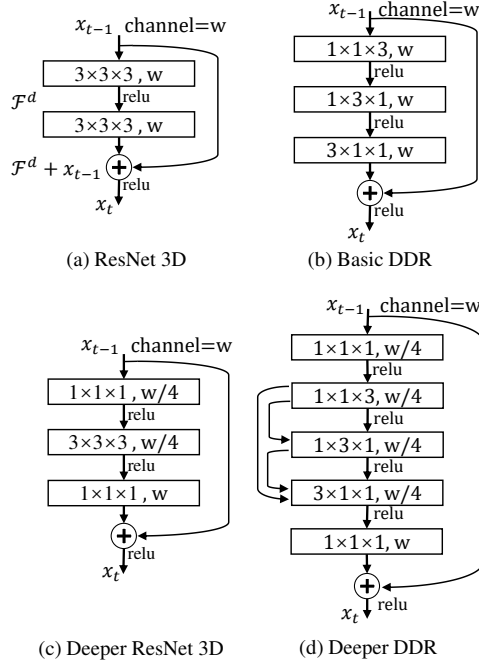 x_{t-1} channel=w
3×3×3 , w
relu
ℱ^d
3×3×3 , w
ℱ^d + x_{t-1}
+
relu
x_t
(a) ResNet 3D
x_{t-1} channel=w
1×1×3, w
relu
1×3×1, w
relu
3×1×1, w
+
relu
x_t
(b) Basic DDR
x_{t-1} channel=w
1×1×1 , w/4
relu
3×3×3 , w/4
relu
1×1×1 , w
+
relu
x_t
(c) Deeper ResNet 3D
x_{t-1} channel=w
1×1×1, w/4
relu
1×1×3, w/4
relu
1×3×1, w/4
relu
3×1×1, w/4
relu
1×1×1, w
+
relu
x_t
(d) Deeper DDR